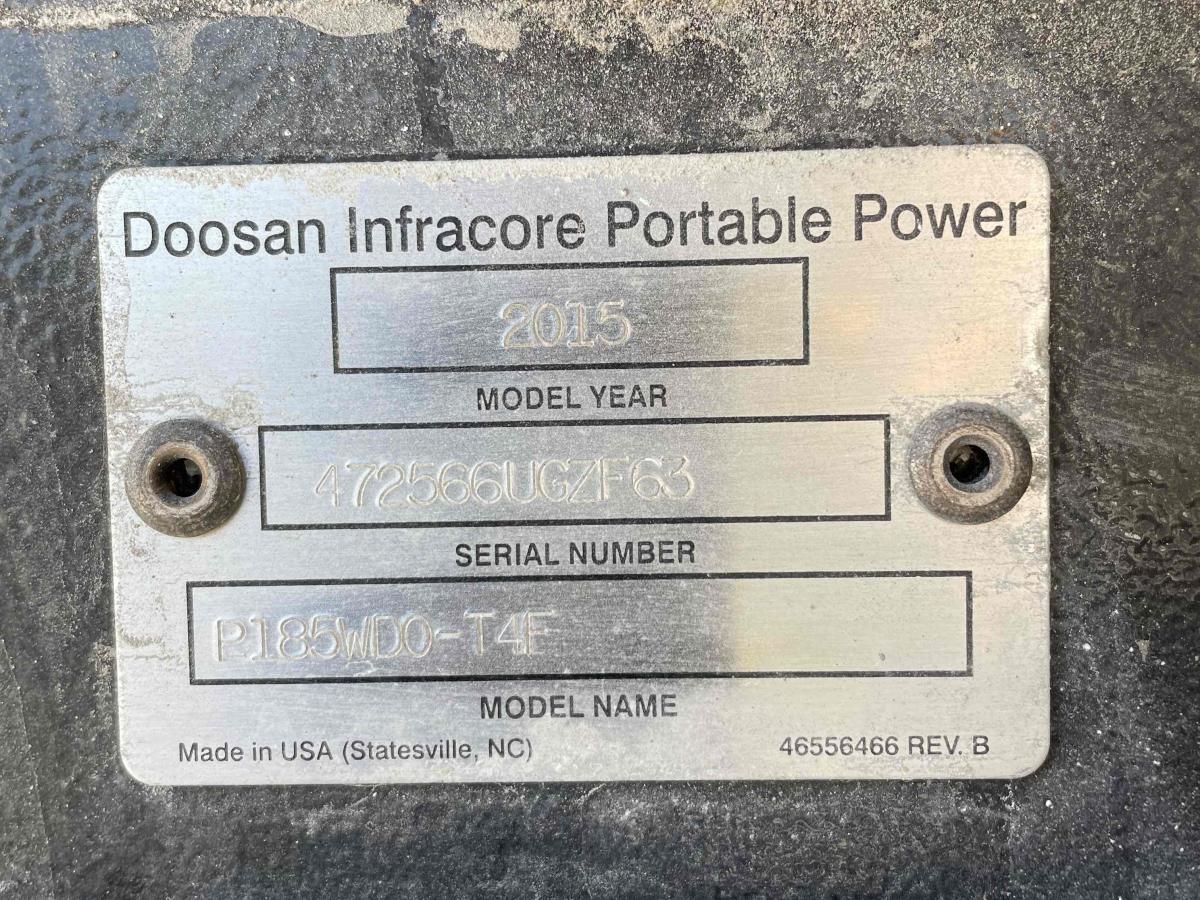 Doosan Infracore Portable Power
2015
MODEL YEAR
472566UGZF63
SERIAL NUMBER
P185WDO-T4F
MODEL NAME
Made in USA (Statesville, NC)
46556466 REV. B